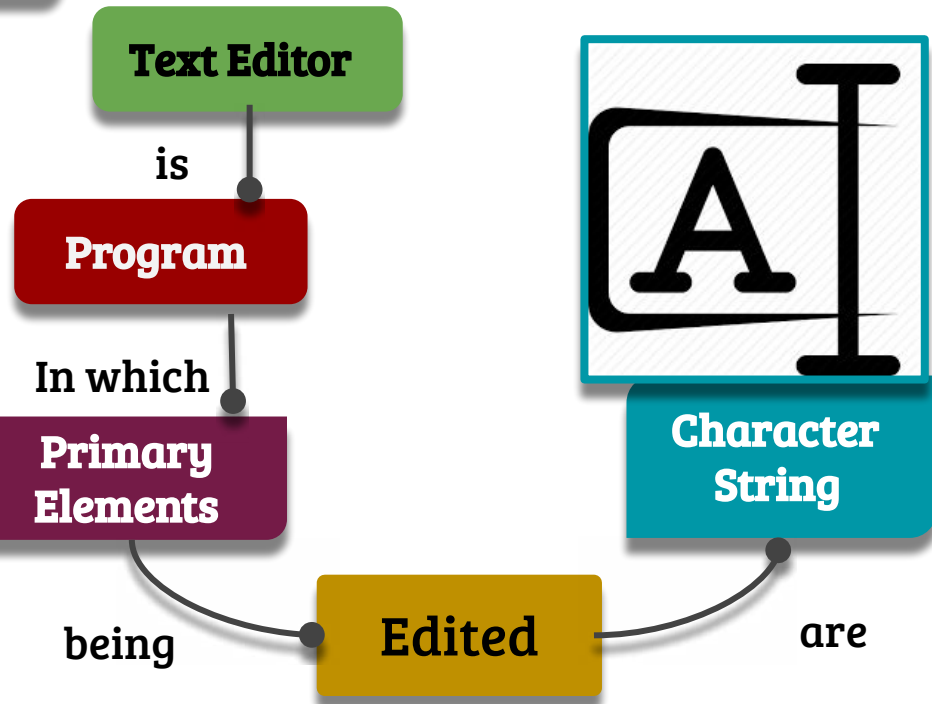 Text Editor
is
Program
In which
Primary
Elements
being
Edited
are
Character
String
A